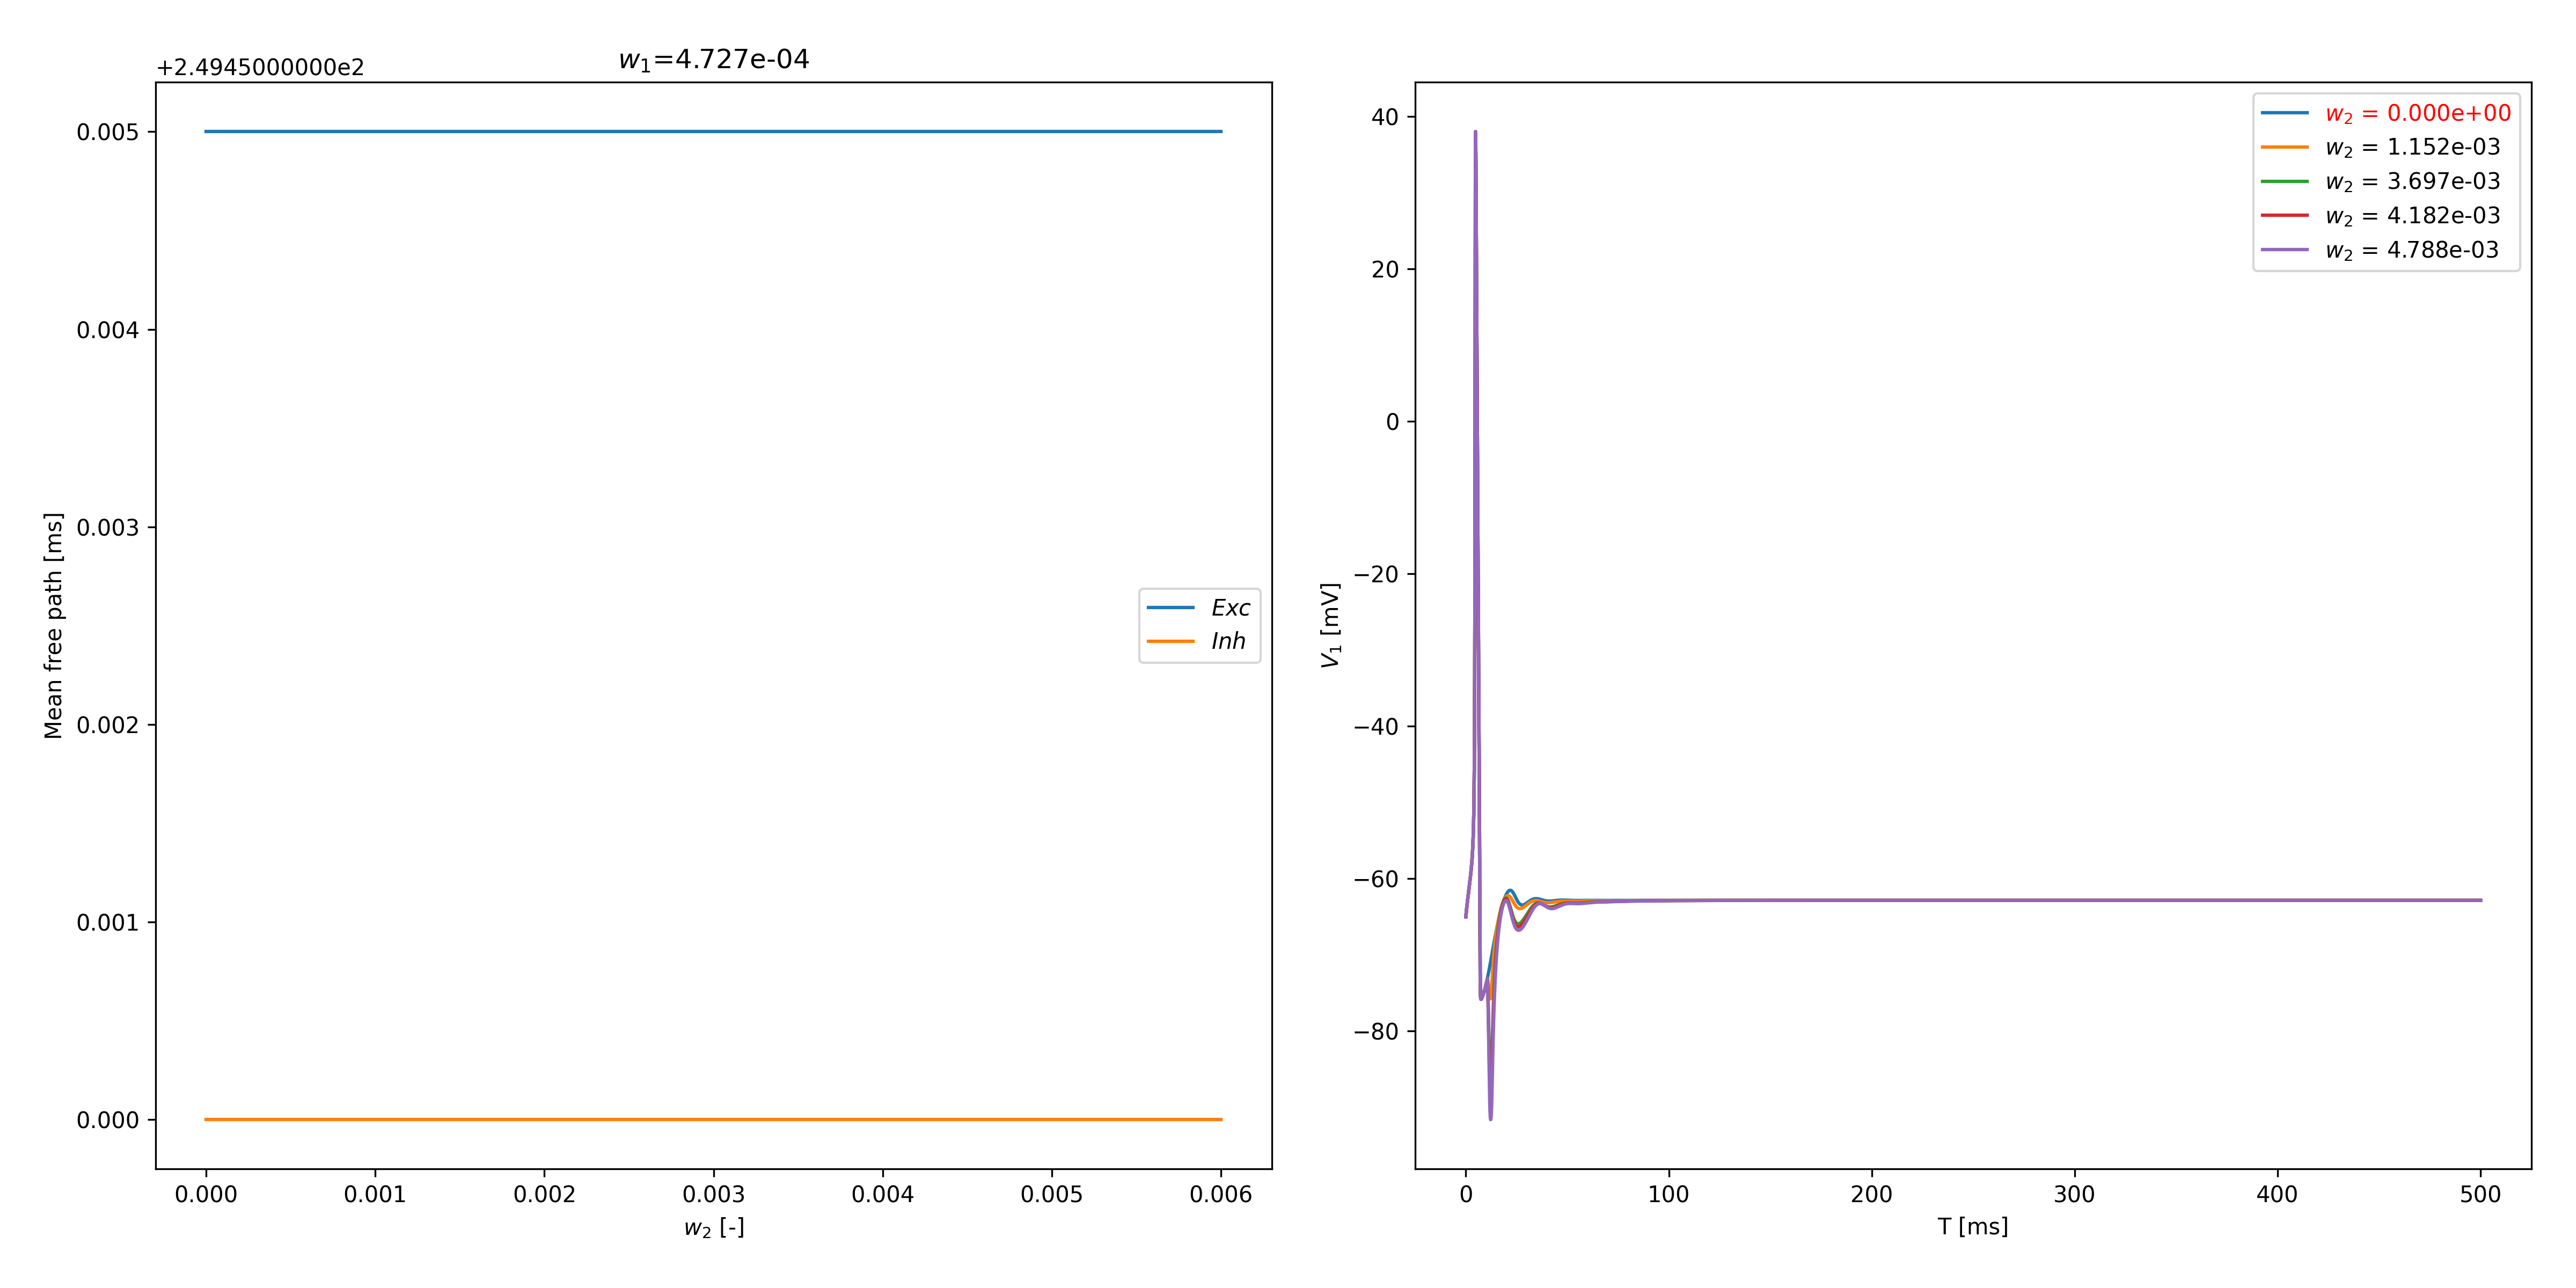 w₁=4.727e-04
+2.4945000000e2
0.005
0.004
0.003
0.002
0.001
0.000
Mean free path [ms]
Exc
Inh
0.000 0.001 0.002 0.003 0.004 0.005 0.006
w₂ [-]
40
20
0
−20
−40
−60
−80
V₁ [mV]
w₂ = 0.000e+00
w₂ = 1.152e-03
w₂ = 3.697e-03
w₂ = 4.182e-03
w₂ = 4.788e-03
0 100 200 300 400 500
T [ms]